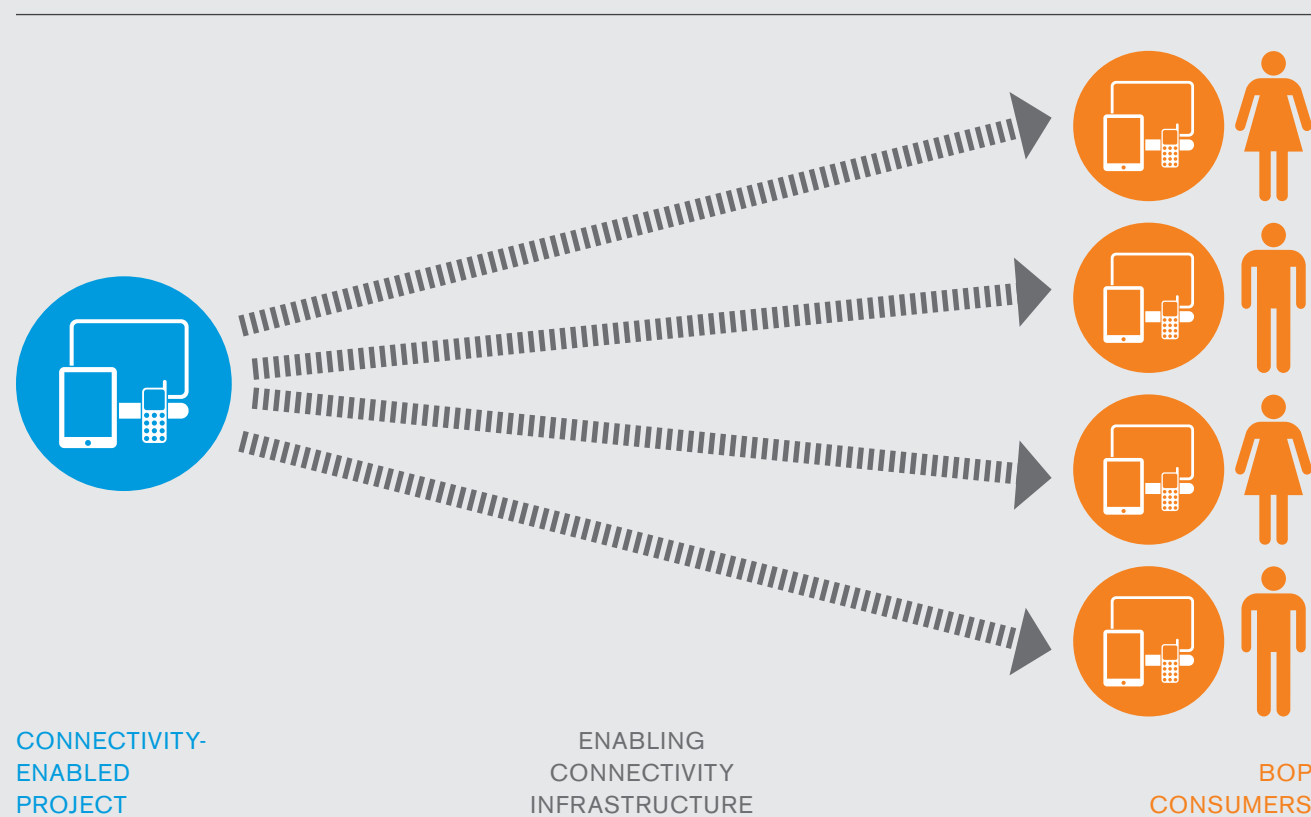 CONNECTIVITY-
ENABLED
PROJECT
ENABLING
CONNECTIVITY
INFRASTRUCTURE
BOP
CONSUMERS